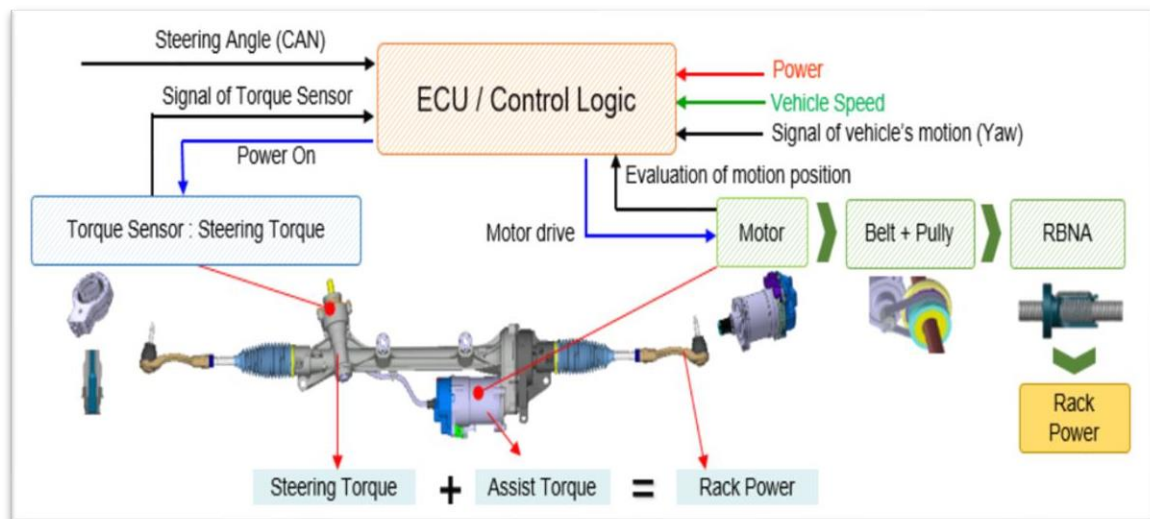 Steering Angle (CAN)
Signal of Torque Sensor
Power On
ECU / Control Logic
Power
Vehicle Speed
Signal of vehicle's motion (Yaw)
Evaluation of motion position
Torque Sensor : Steering Torque
Motor drive
Motor
Belt + Pully
RBNA
Rack
Power
Steering Torque + Assist Torque = Rack Power